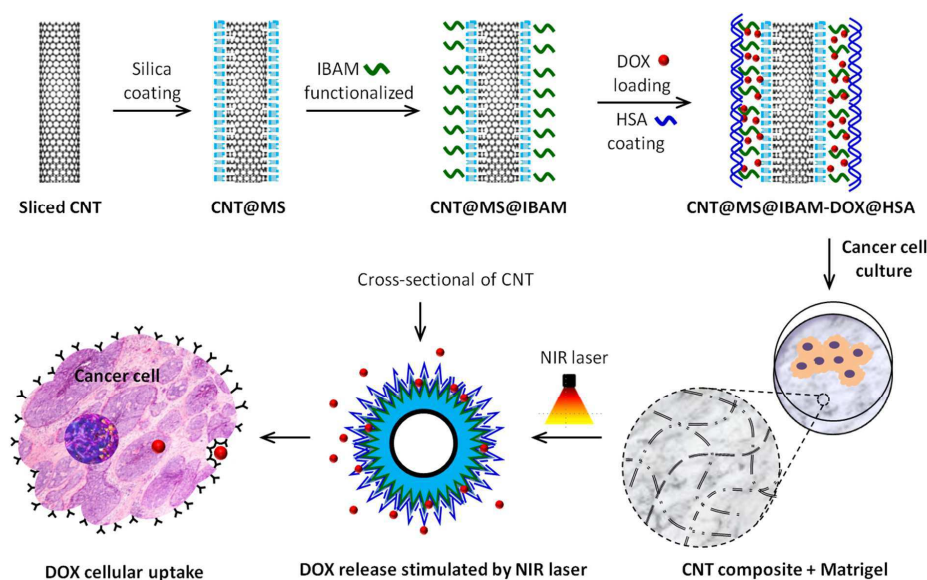 Silica
coating
IBAM
functionalized
DOX
loading
HSA
coating
Sliced CNT
CNT@MS
CNT@MS@IBAM
CNT@MS@IBAM-DOX@HSA
Cancer cell
culture
Cross-sectional of CNT
NIR laser
Cancer cell
DOX cellular uptake
DOX release stimulated by NIR laser
CNT composite + Matrigel